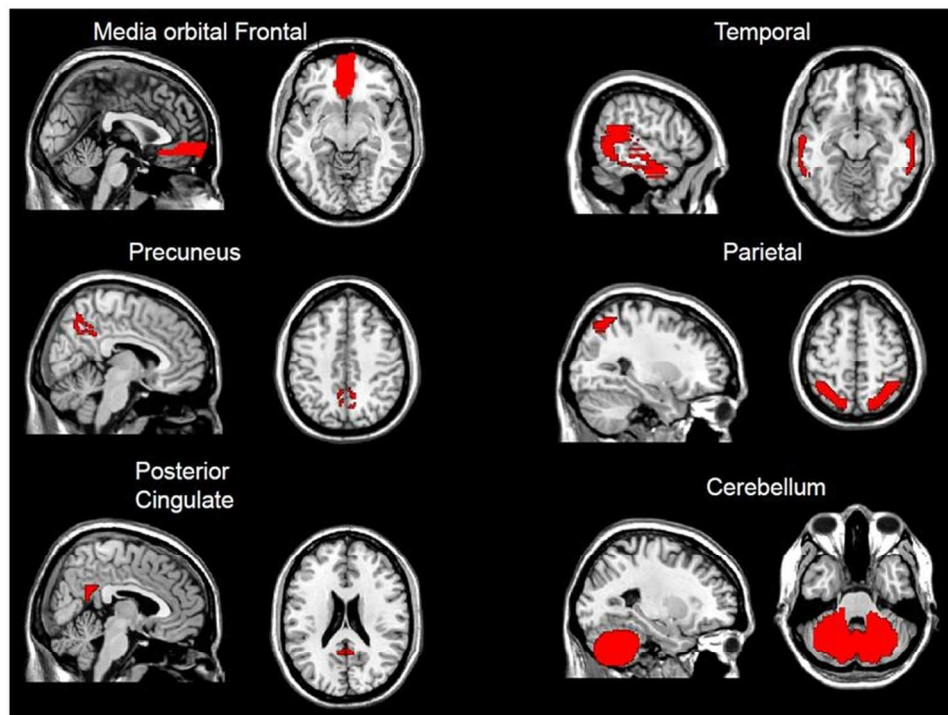 Media orbital Frontal
Temporal
Precuneus
Parietal
Posterior
Cingulate
Cerebellum